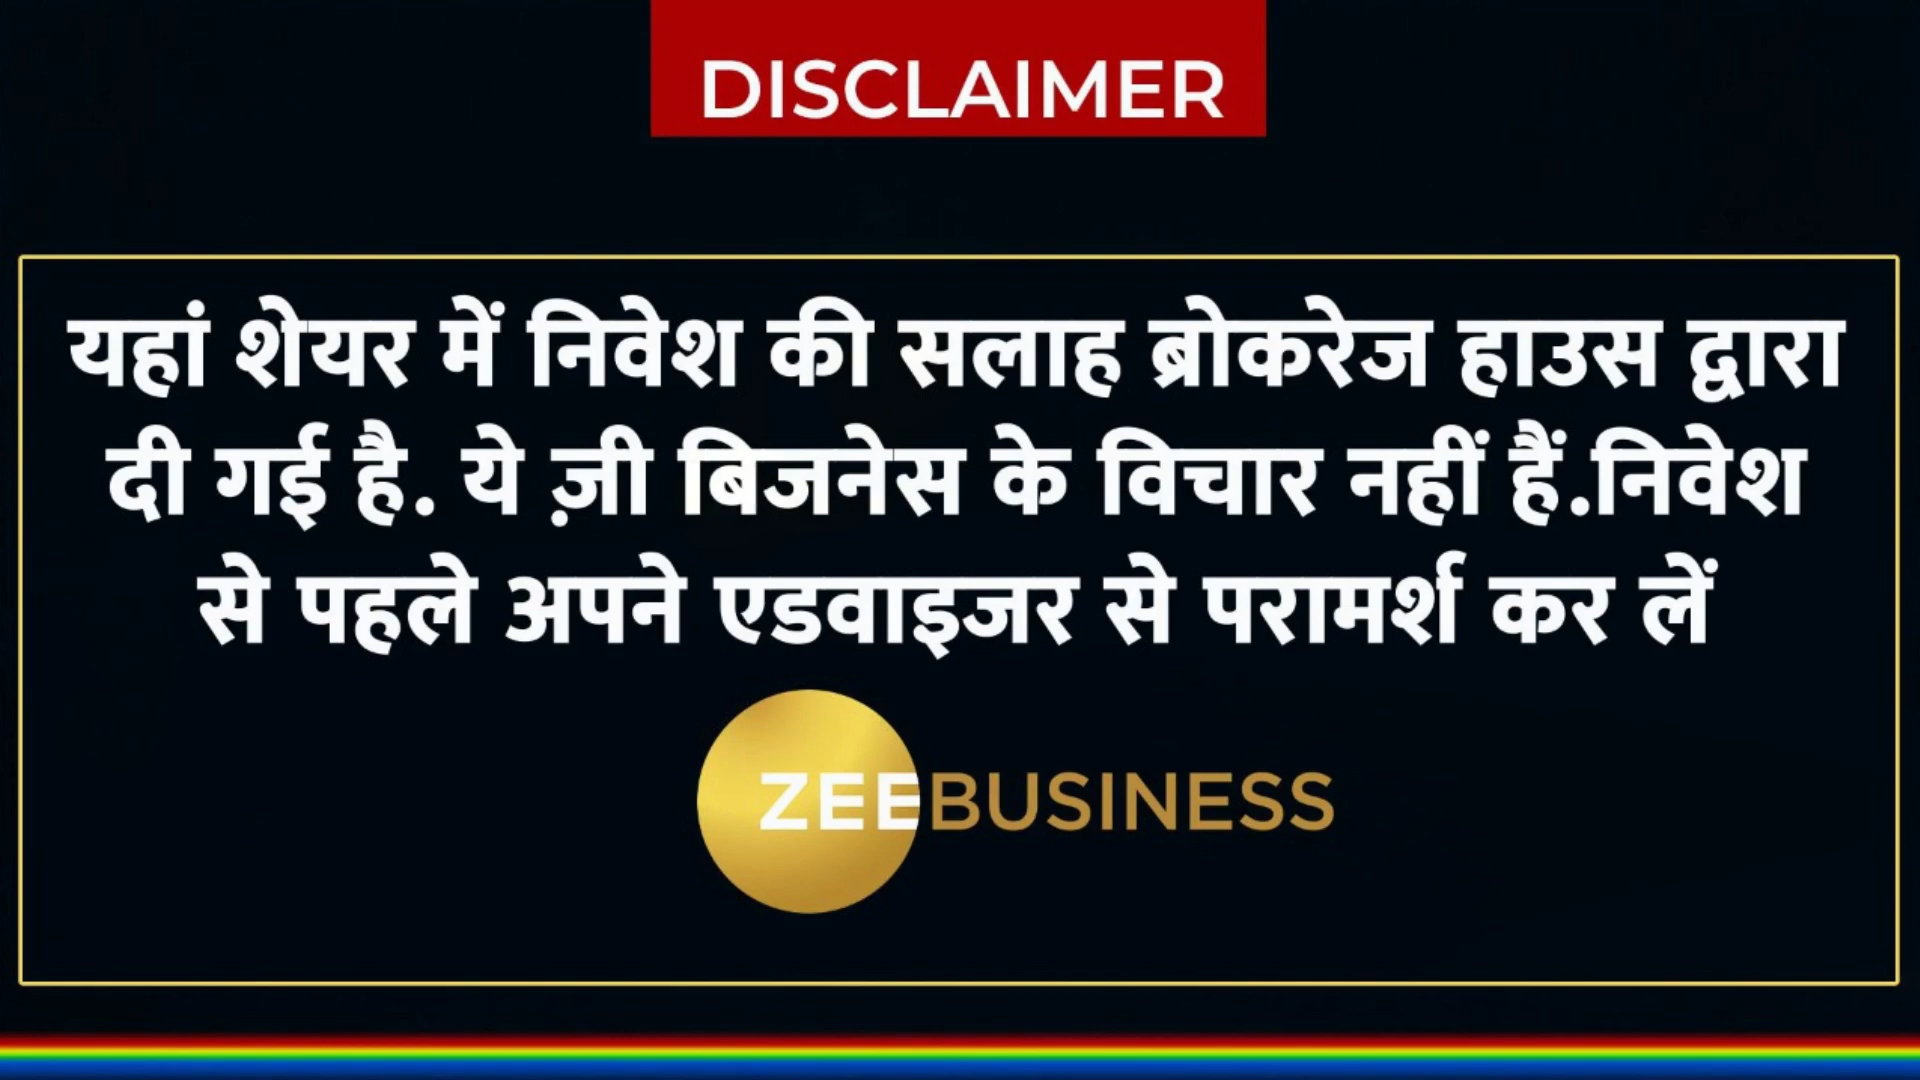 DISCLAIMER
यहां शेयर में निवेश की सलाह ब्रोकरेज हाउस द्वारा
दी गई है. ये ज़ी बिजनेस के विचार नहीं हैं.निवेश
से पहले अपने एडवाइजर से परामर्श कर लें
ZEEBUSINESS